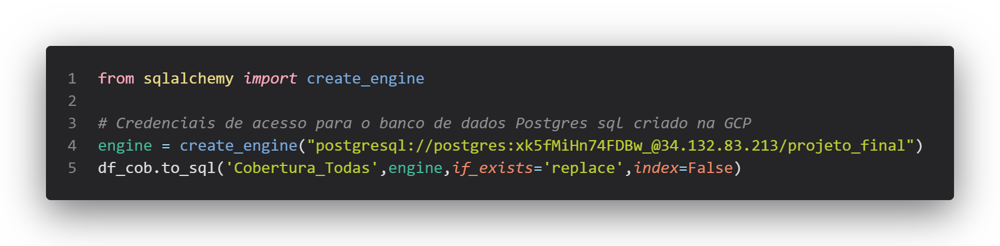 1 from sqlalchemy import create_engine
2
3 # Credenciais de acesso para o banco de dados Postgres sql criado na GCP
4 engine = create_engine("postgresql://postgres:xk5fMiHn74FDBw_@34.132.83.213/projeto_final")
5 df_cob.to_sql('Cobertura_Todas',engine,if_exists='replace',index=False)